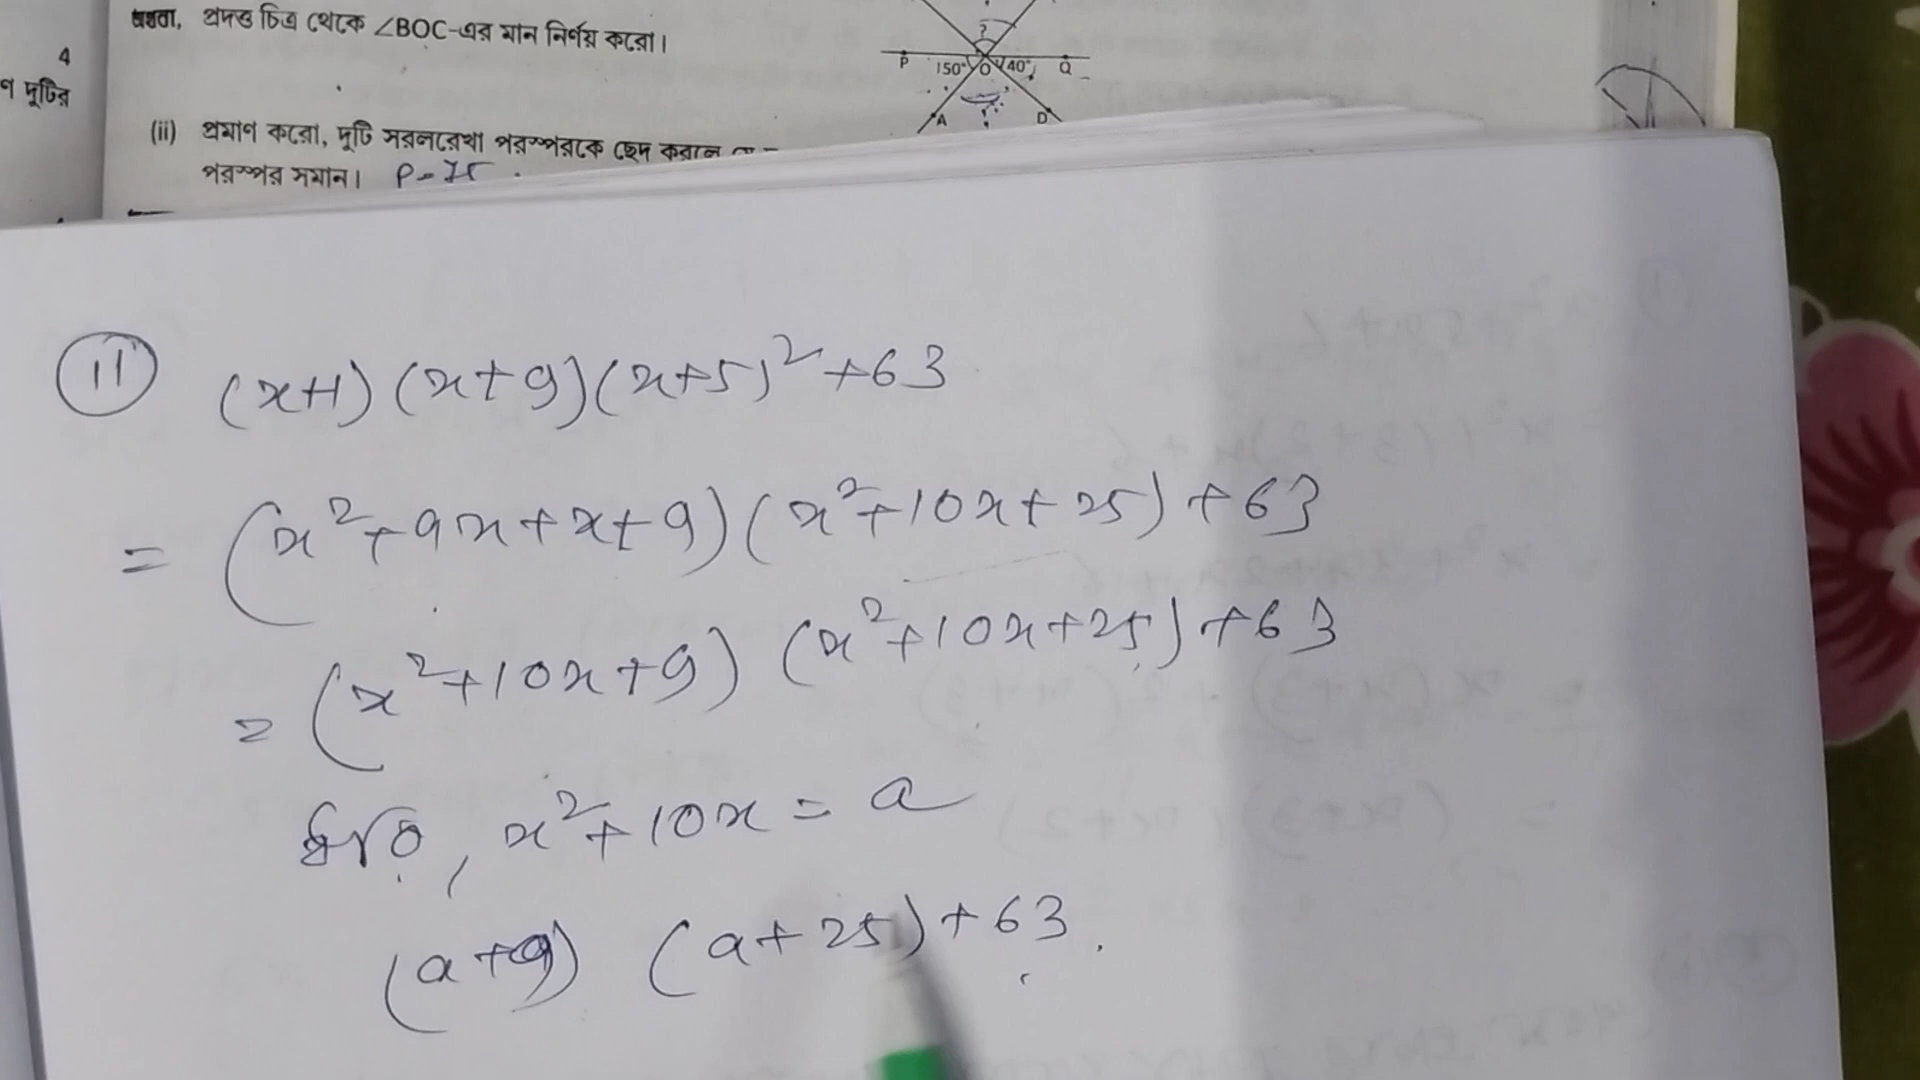 প্রদত্ত চিত্র থেকে ∠BOC-এর মান নির্ণয় করো।
4
ণ দুটির
?
P 150° O 40° Q
A D
(ii) প্রমাণ করো, দুটি সরলরেখা পরস্পরকে ছেদ করলে
পরস্পর সমান। P=75
11 (x+1)(x+9)(x+5)²+63
= (x²+9x+x+9)(x²+10x+25)+63
= (x²+10x+9) (x²+10x+25)+63
ধরি, x²+10x = a
(a+9) (a+25)+63